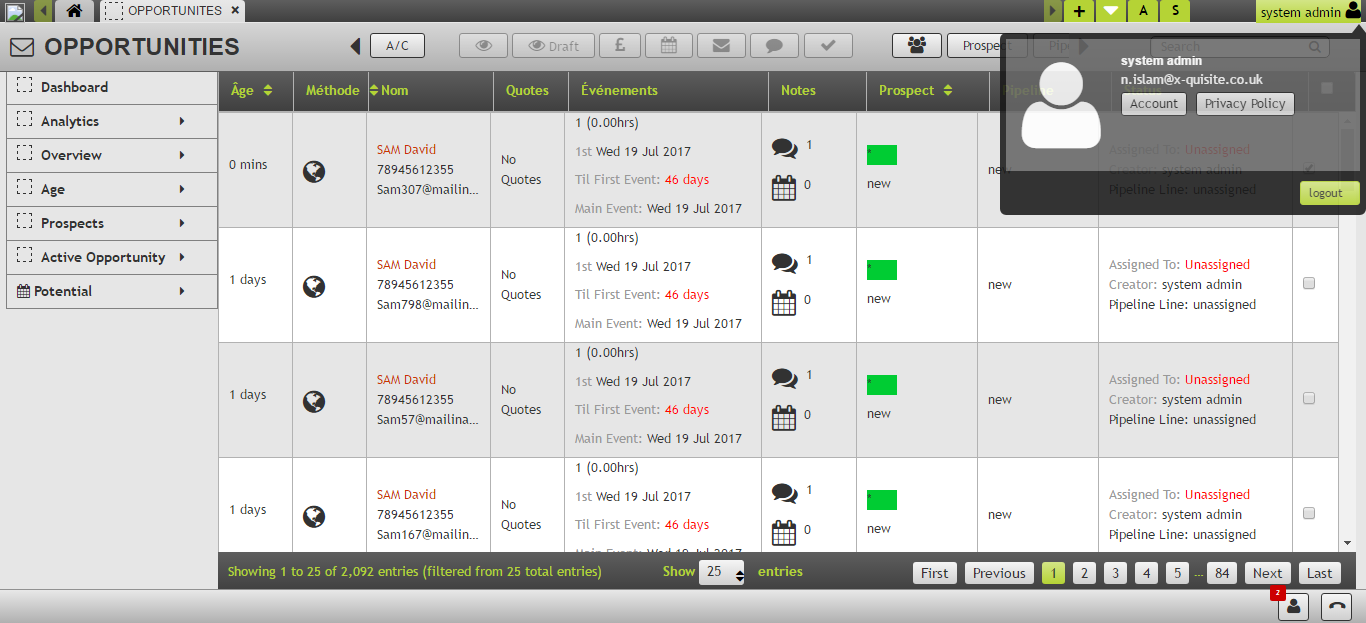 OPPORTUNITES ×
+ A S
system admin
OPPORTUNITIES
A/C
Draft
£
Prospect
Pipe
Search
system admin
n.islam@x-quisite.co.uk
Account Privacy Policy
logout
Dashboard
Analytics
Overview
Age
Prospects
Active Opportunity
Potential
Âge Méthode Nom Quotes Événements Notes Prospect Pipeline Status
0 mins
SAM David
78945612355
Sam307@mailin...
No
Quotes
1 (0.00hrs)
1st Wed 19 Jul 2017
Til First Event: 46 days
Main Event: Wed 19 Jul 2017
1
0
*
new
new
Assigned To: Unassigned
Creator: system admin
Pipeline Line: unassigned
1 days
SAM David
78945612355
Sam798@mailin...
No
Quotes
1 (0.00hrs)
1st Wed 19 Jul 2017
Til First Event: 46 days
Main Event: Wed 19 Jul 2017
1
0
*
new
new
Assigned To: Unassigned
Creator: system admin
Pipeline Line: unassigned
1 days
SAM David
78945612355
Sam57@mailina...
No
Quotes
1 (0.00hrs)
1st Wed 19 Jul 2017
Til First Event: 46 days
Main Event: Wed 19 Jul 2017
1
0
*
new
new
Assigned To: Unassigned
Creator: system admin
Pipeline Line: unassigned
1 days
SAM David
78945612355
Sam167@mailin...
No
Quotes
1 (0.00hrs)
1st Wed 19 Jul 2017
Til First Event: 46 days
Main Event: Wed 19 Jul 2017
1
0
*
new
new
Assigned To: Unassigned
Creator: system admin
Pipeline Line: unassigned
Showing 1 to 25 of 2,092 entries (filtered from 25 total entries)
Show 25 entries
First Previous 1 2 3 4 5 ... 84 Next Last
2